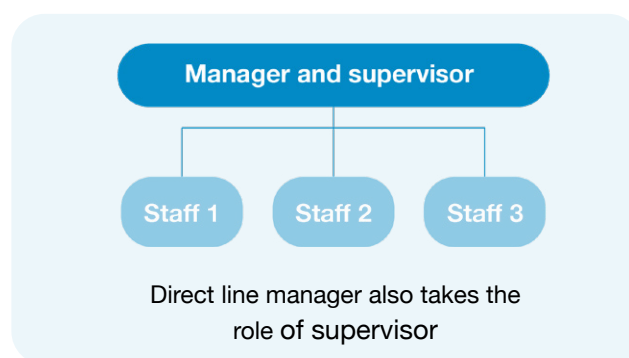 Manager and supervisor
Staff 1 Staff 2 Staff 3
Direct line manager also takes the
role of supervisor